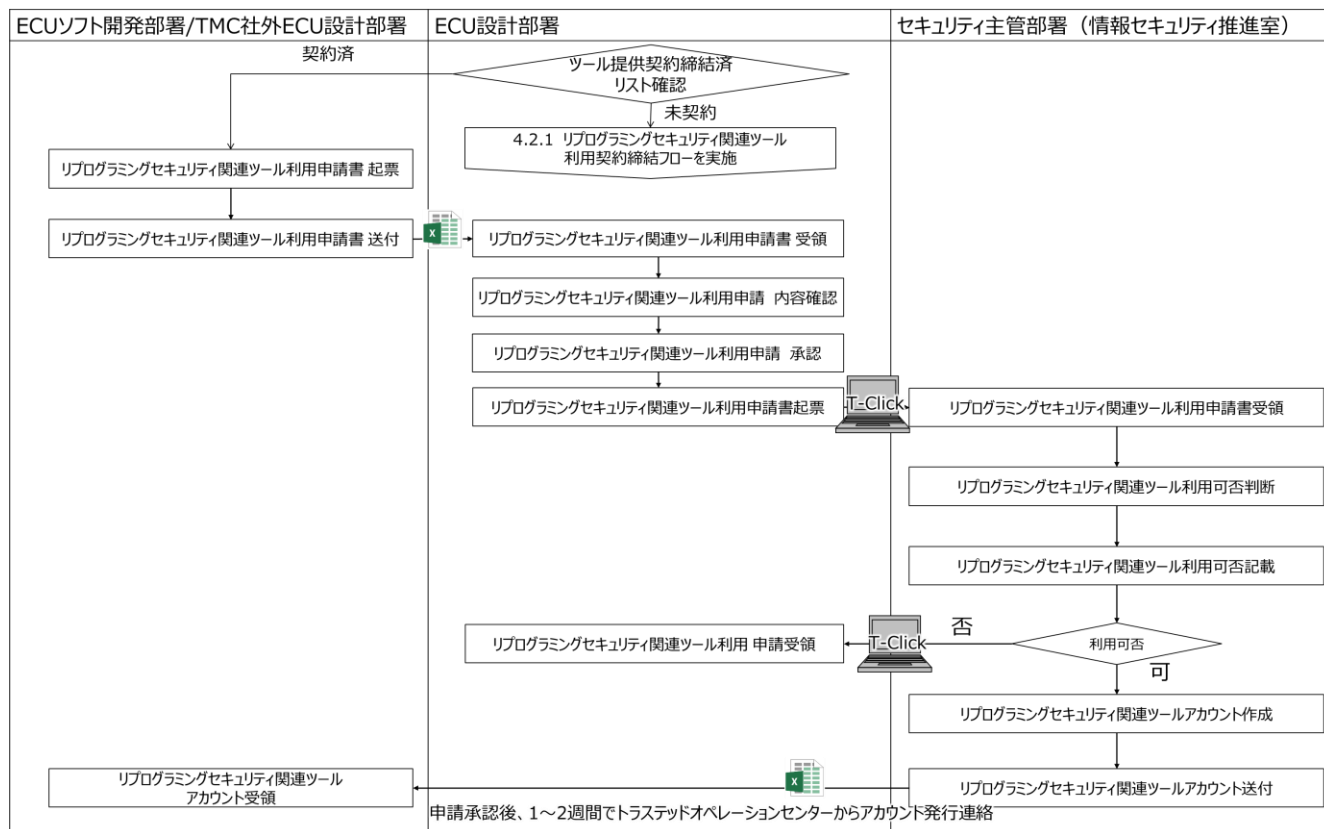 ECUソフト開発部署/TMC社外ECU設計部署
ECU設計部署
セキュリティ主管部署（情報セキュリティ推進室）
契約済
ツール提供契約締結済
リスト確認
未契約
4.2.1 リプログラミングセキュリティ関連ツール
利用契約締結フローを実施
リプログラミングセキュリティ関連ツール利用申請書 起票
リプログラミングセキュリティ関連ツール利用申請書 送付
リプログラミングセキュリティ関連ツール利用申請書 受領
リプログラミングセキュリティ関連ツール利用申請 内容確認
リプログラミングセキュリティ関連ツール利用申請 承認
リプログラミングセキュリティ関連ツール利用申請書起票
T-Click
リプログラミングセキュリティ関連ツール利用申請書受領
リプログラミングセキュリティ関連ツール利用可否判断
リプログラミングセキュリティ関連ツール利用可否記載
利用可否
否
T-Click
リプログラミングセキュリティ関連ツール利用 申請受領
可
リプログラミングセキュリティ関連ツールアカウント作成
リプログラミングセキュリティ関連ツールアカウント送付
リプログラミングセキュリティ関連ツール
アカウント受領
申請承認後、1～2週間でトラステッドオペレーションセンターからアカウント発行連絡